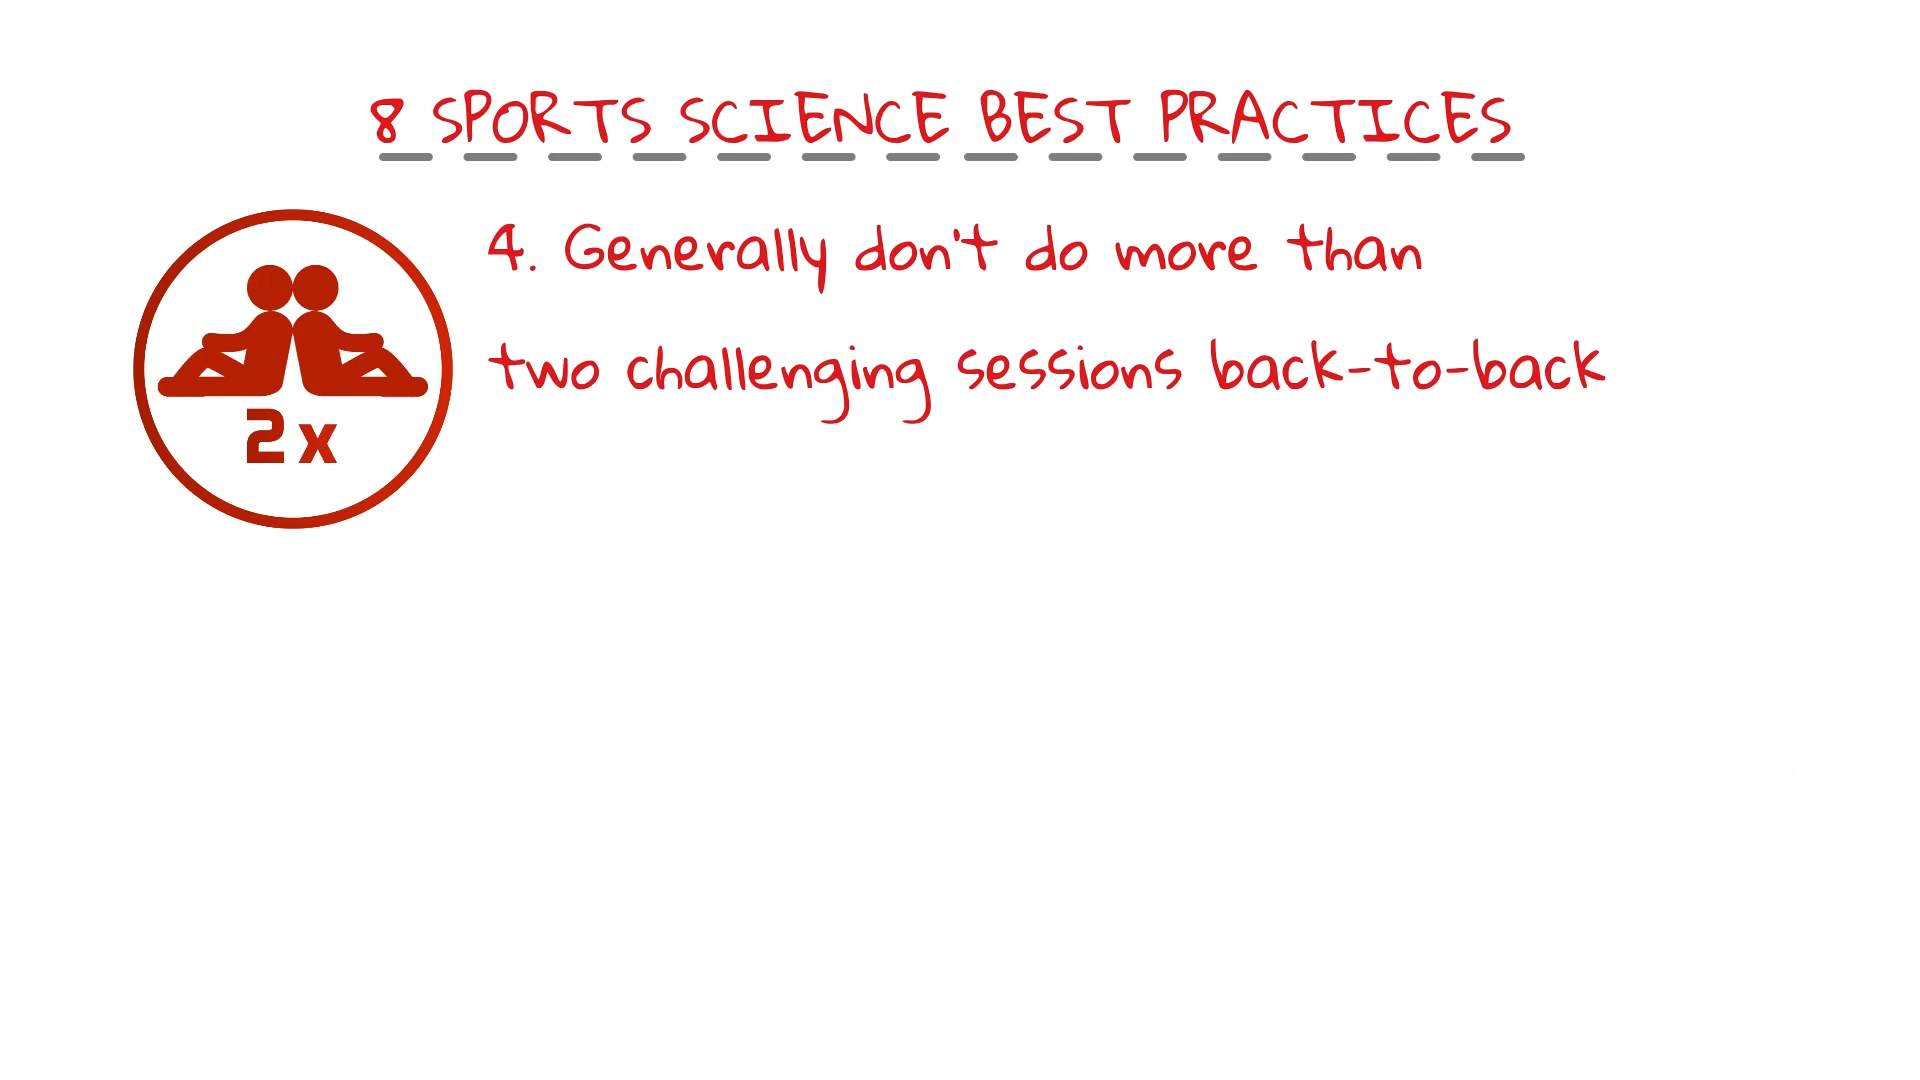 8 SPORTS SCIENCE BEST PRACTICES
4. Generally don't do more than
two challenging sessions back-to-back
2x